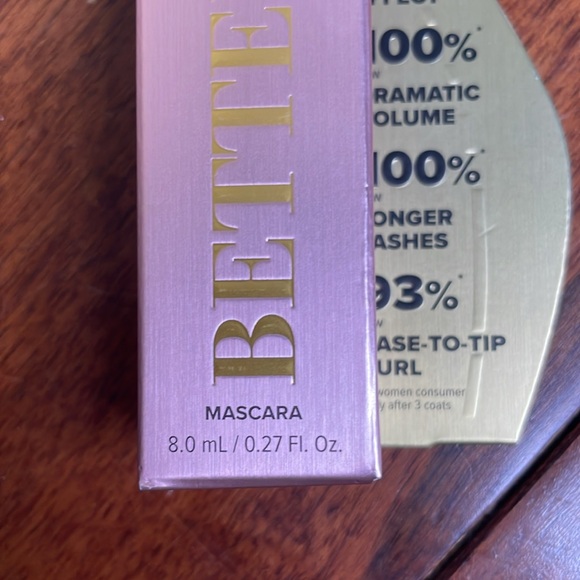 BETTE
MASCARA
8.0 mL / 0.27 Fl. Oz.
100%*
RAMATIC
OLUME
100%*
ONGER
ASHES
93%*
ASE-TO-TIP
URL
women consumer
y after 3 coats